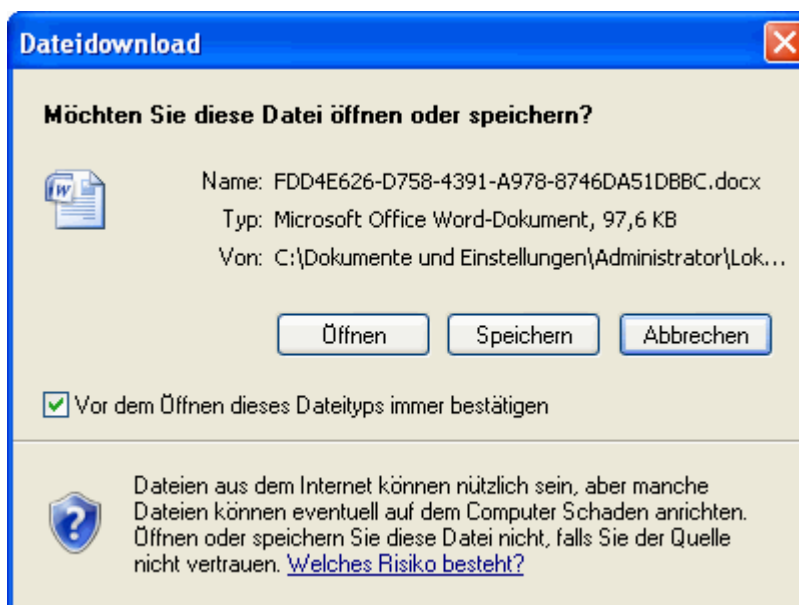 Dateidownload
Möchten Sie diese Datei öffnen oder speichern?
Name: FDD4E626-D758-4391-A978-8746DA51DBBC.docx
Typ: Microsoft Office Word-Dokument, 97,6 KB
Von: C:\Dokumente und Einstellungen\Administrator\Lok...
Öffnen Speichern Abbrechen
Vor dem Öffnen dieses Dateityps immer bestätigen
Dateien aus dem Internet können nützlich sein, aber manche
Dateien können eventuell auf dem Computer Schaden anrichten.
Öffnen oder speichern Sie diese Datei nicht, falls Sie der Quelle
nicht vertrauen. Welches Risiko besteht?